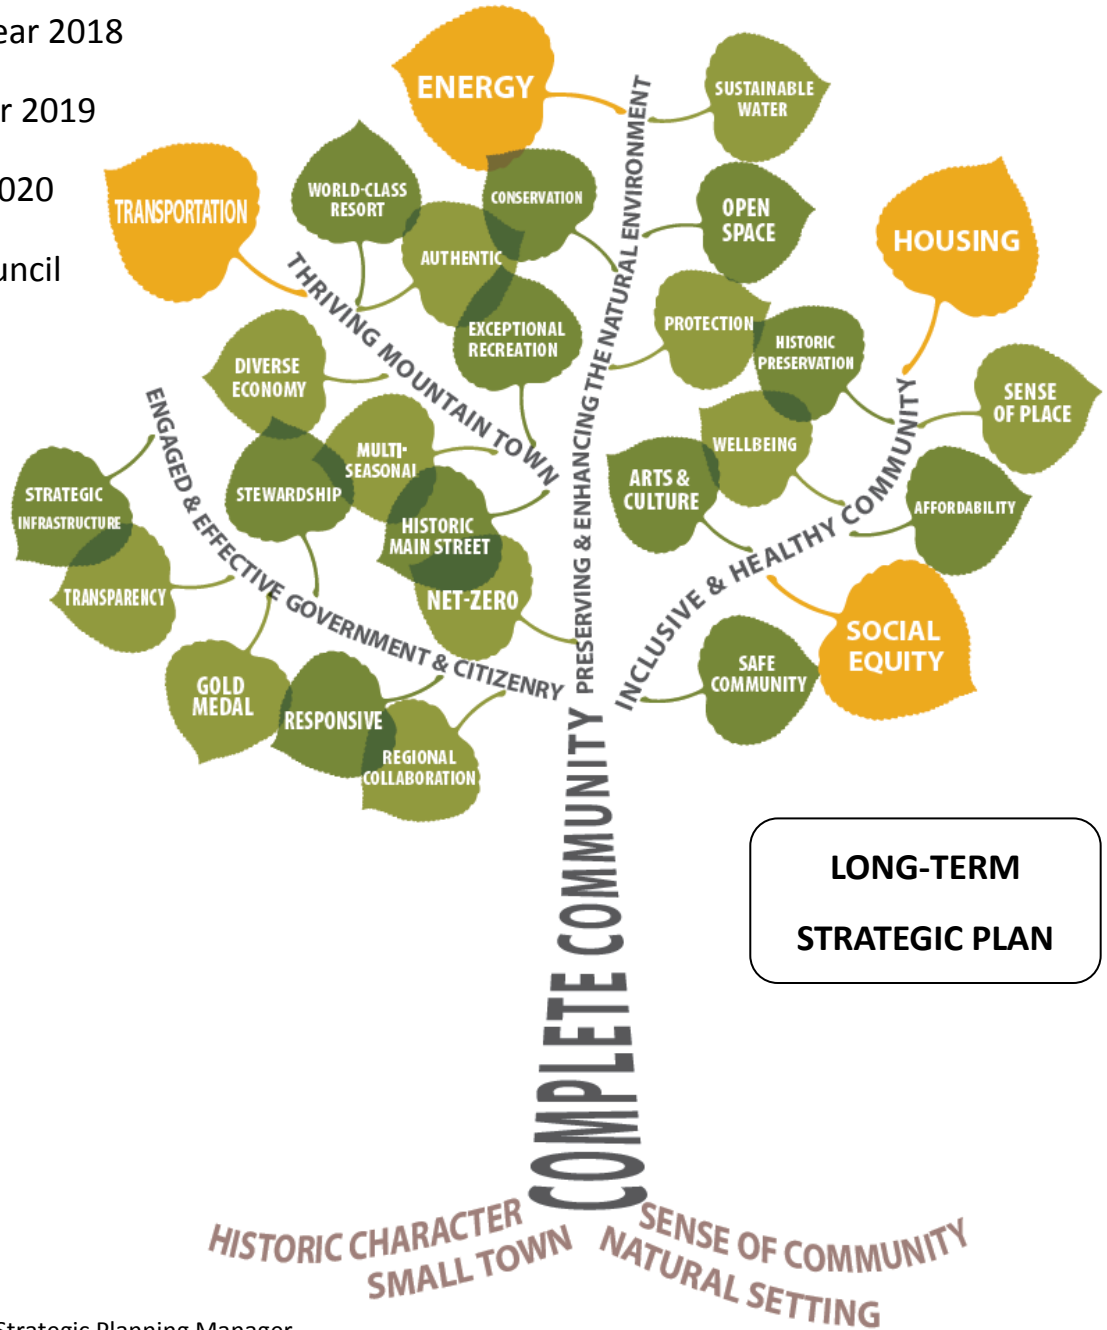 ear 2018
r 2019
020
uncil
ENERGY
SUSTAINABLE
WATER
TRANSPORTATION
WORLD-CLASS
RESORT
CONSERVATION
AUTHENTIC
OPEN
SPACE
HOUSING
EXCEPTIONAL
RECREATION
PROTECTION
HISTORIC
PRESERVATION
DIVERSE
ECONOMY
SENSE
OF PLACE
MULTI-
SEASONAL
WELLBEING
ARTS &
CULTURE
STRATEGIC
INFRASTRUCTURE
STEWARDSHIP
HISTORIC
MAIN STREET
AFFORDABILITY
TRANSPARENCY
NET-ZERO
SOCIAL
EQUITY
GOLD
MEDAL
RESPONSIVE
SAFE
COMMUNITY
REGIONAL
COLLABORATION
THRIVING MOUNTAIN TOWN
PRESERVING & ENHANCING THE NATURAL ENVIRONMENT
ENGAGED & EFFECTIVE GOVERNMENT & CITIZENRY
INCLUSIVE & HEALTHY COMMUNITY
COMPLETE COMMUNITY
LONG-TERM
STRATEGIC PLAN
HISTORIC CHARACTER
SMALL TOWN
SENSE OF COMMUNITY
NATURAL SETTING
Strategic Planning Manager